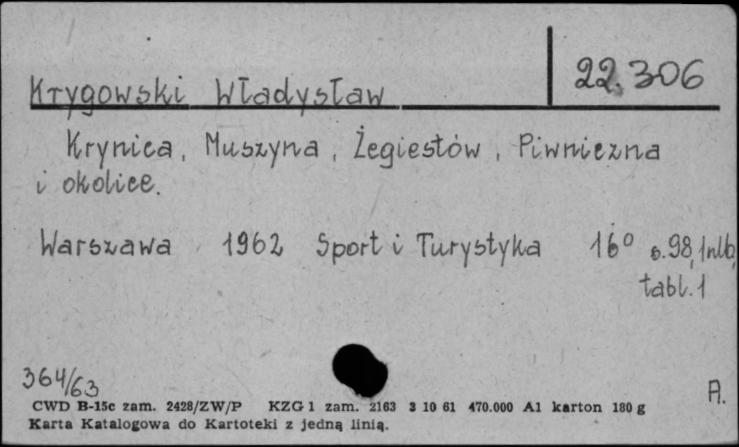 22.306
Krygowski Władysław
Krynica, Muszyna, Żegiestów, Piwniczna
i okolice.
Warszawa 1962 Sport i Turystyka 16° s.98, 1nlb,
tabl.1
364/63
A.
CWD B-15c zam. 2428/ZW/P KZG 1 zam. 2163 3 10 61 470.000 A1 karton 180 g
Karta Katalogowa do Kartoteki z jedną linią.